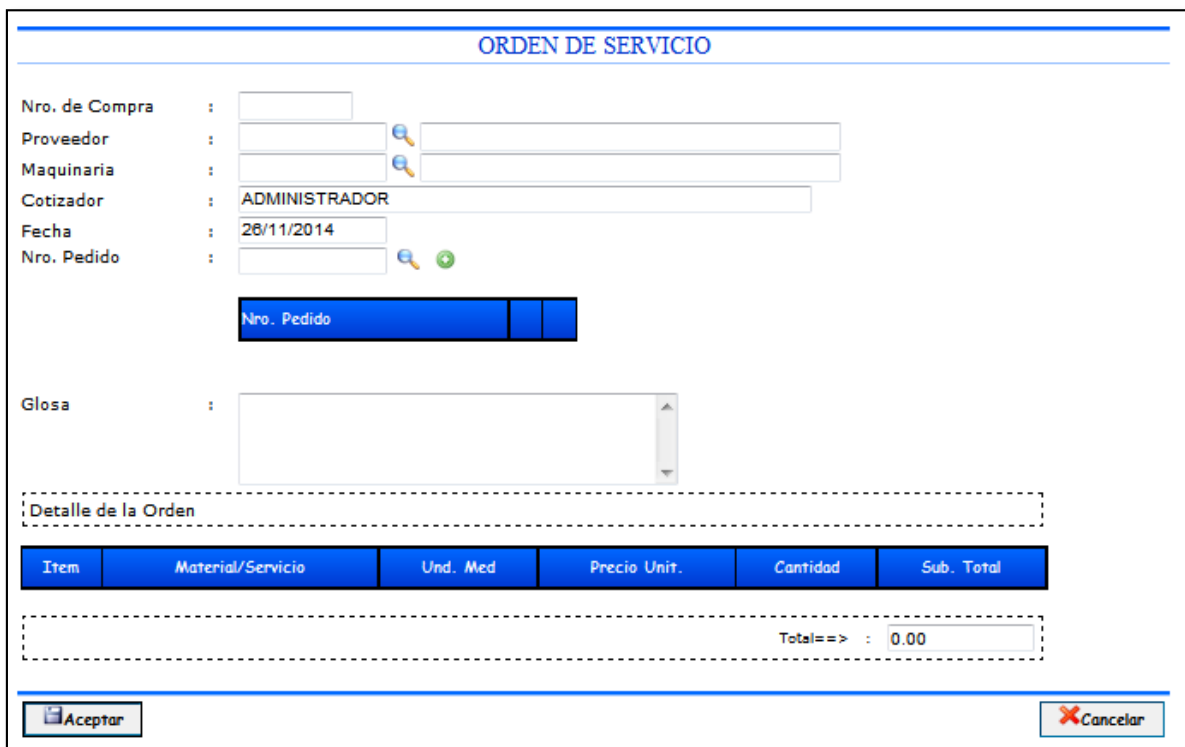 ORDEN DE SERVICIO
Nro. de Compra :
Proveedor :
Maquinaria :
Cotizador : ADMINISTRADOR
Fecha : 26/11/2014
Nro. Pedido :
Nro. Pedido
Glosa :
Detalle de la Orden
Item Material/Servicio Und. Med Precio Unit. Cantidad Sub. Total
Total==> : 0.00
Aceptar Cancelar